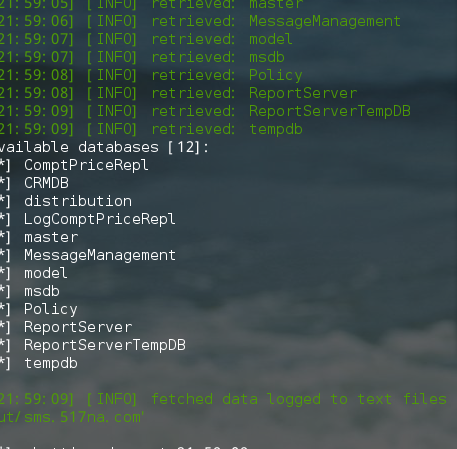 21:59:05] [INFO] retrieved: master
21:59:06] [INFO] retrieved: MessageManagement
21:59:07] [INFO] retrieved: model
21:59:07] [INFO] retrieved: msdb
21:59:08] [INFO] retrieved: Policy
21:59:08] [INFO] retrieved: ReportServer
21:59:09] [INFO] retrieved: ReportServerTempDB
21:59:09] [INFO] retrieved: tempdb
vailable databases [12]:
*] ComptPriceRepl
*] CRMDB
*] distribution
*] LogComptPriceRepl
*] master
*] MessageManagement
*] model
*] msdb
*] Policy
*] ReportServer
*] ReportServerTempDB
*] tempdb
21:59:09] [INFO] fetched data logged to text files
ut/sms.517na.com'